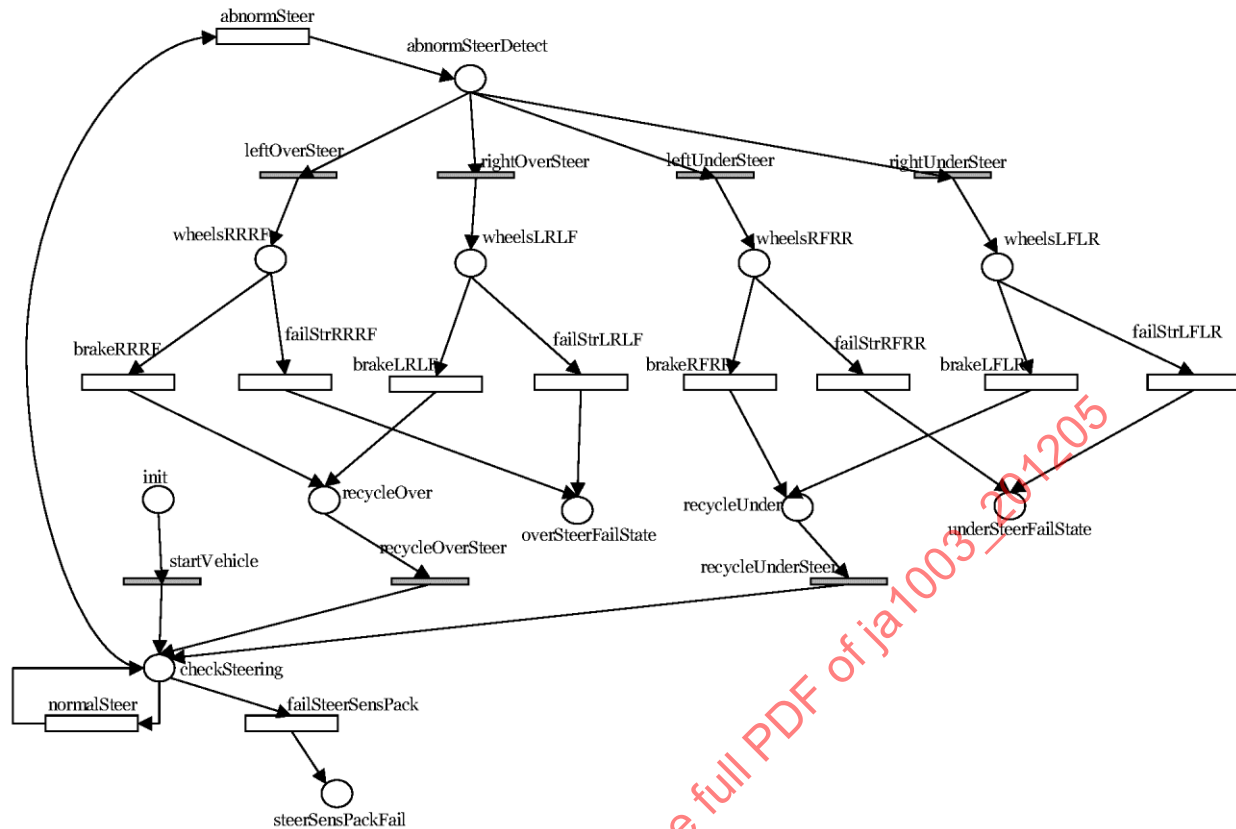 abnormSteer
abnormSteerDetect
leftOverSteer
rightOverSteer
leftUnderSteer
rightUnderSteer
wheelsRRRF
wheelsLRLF
wheelsRFRR
wheelsLFLR
failStrRRRF
failStrLRLF
failStrRFRR
failStrLFLR
brakeRRRF
brakeLRLF
brakeRFRR
brakeLFLR
init
recycleOver
overSteerFailState
recycleUnder
underSteerFailState
startVehicle
recycleOverSteer
recycleUnderSteer
checkSteering
normalSteer
failSteerSensPack
steerSensPackFail
e full PDF of ja1003_201205